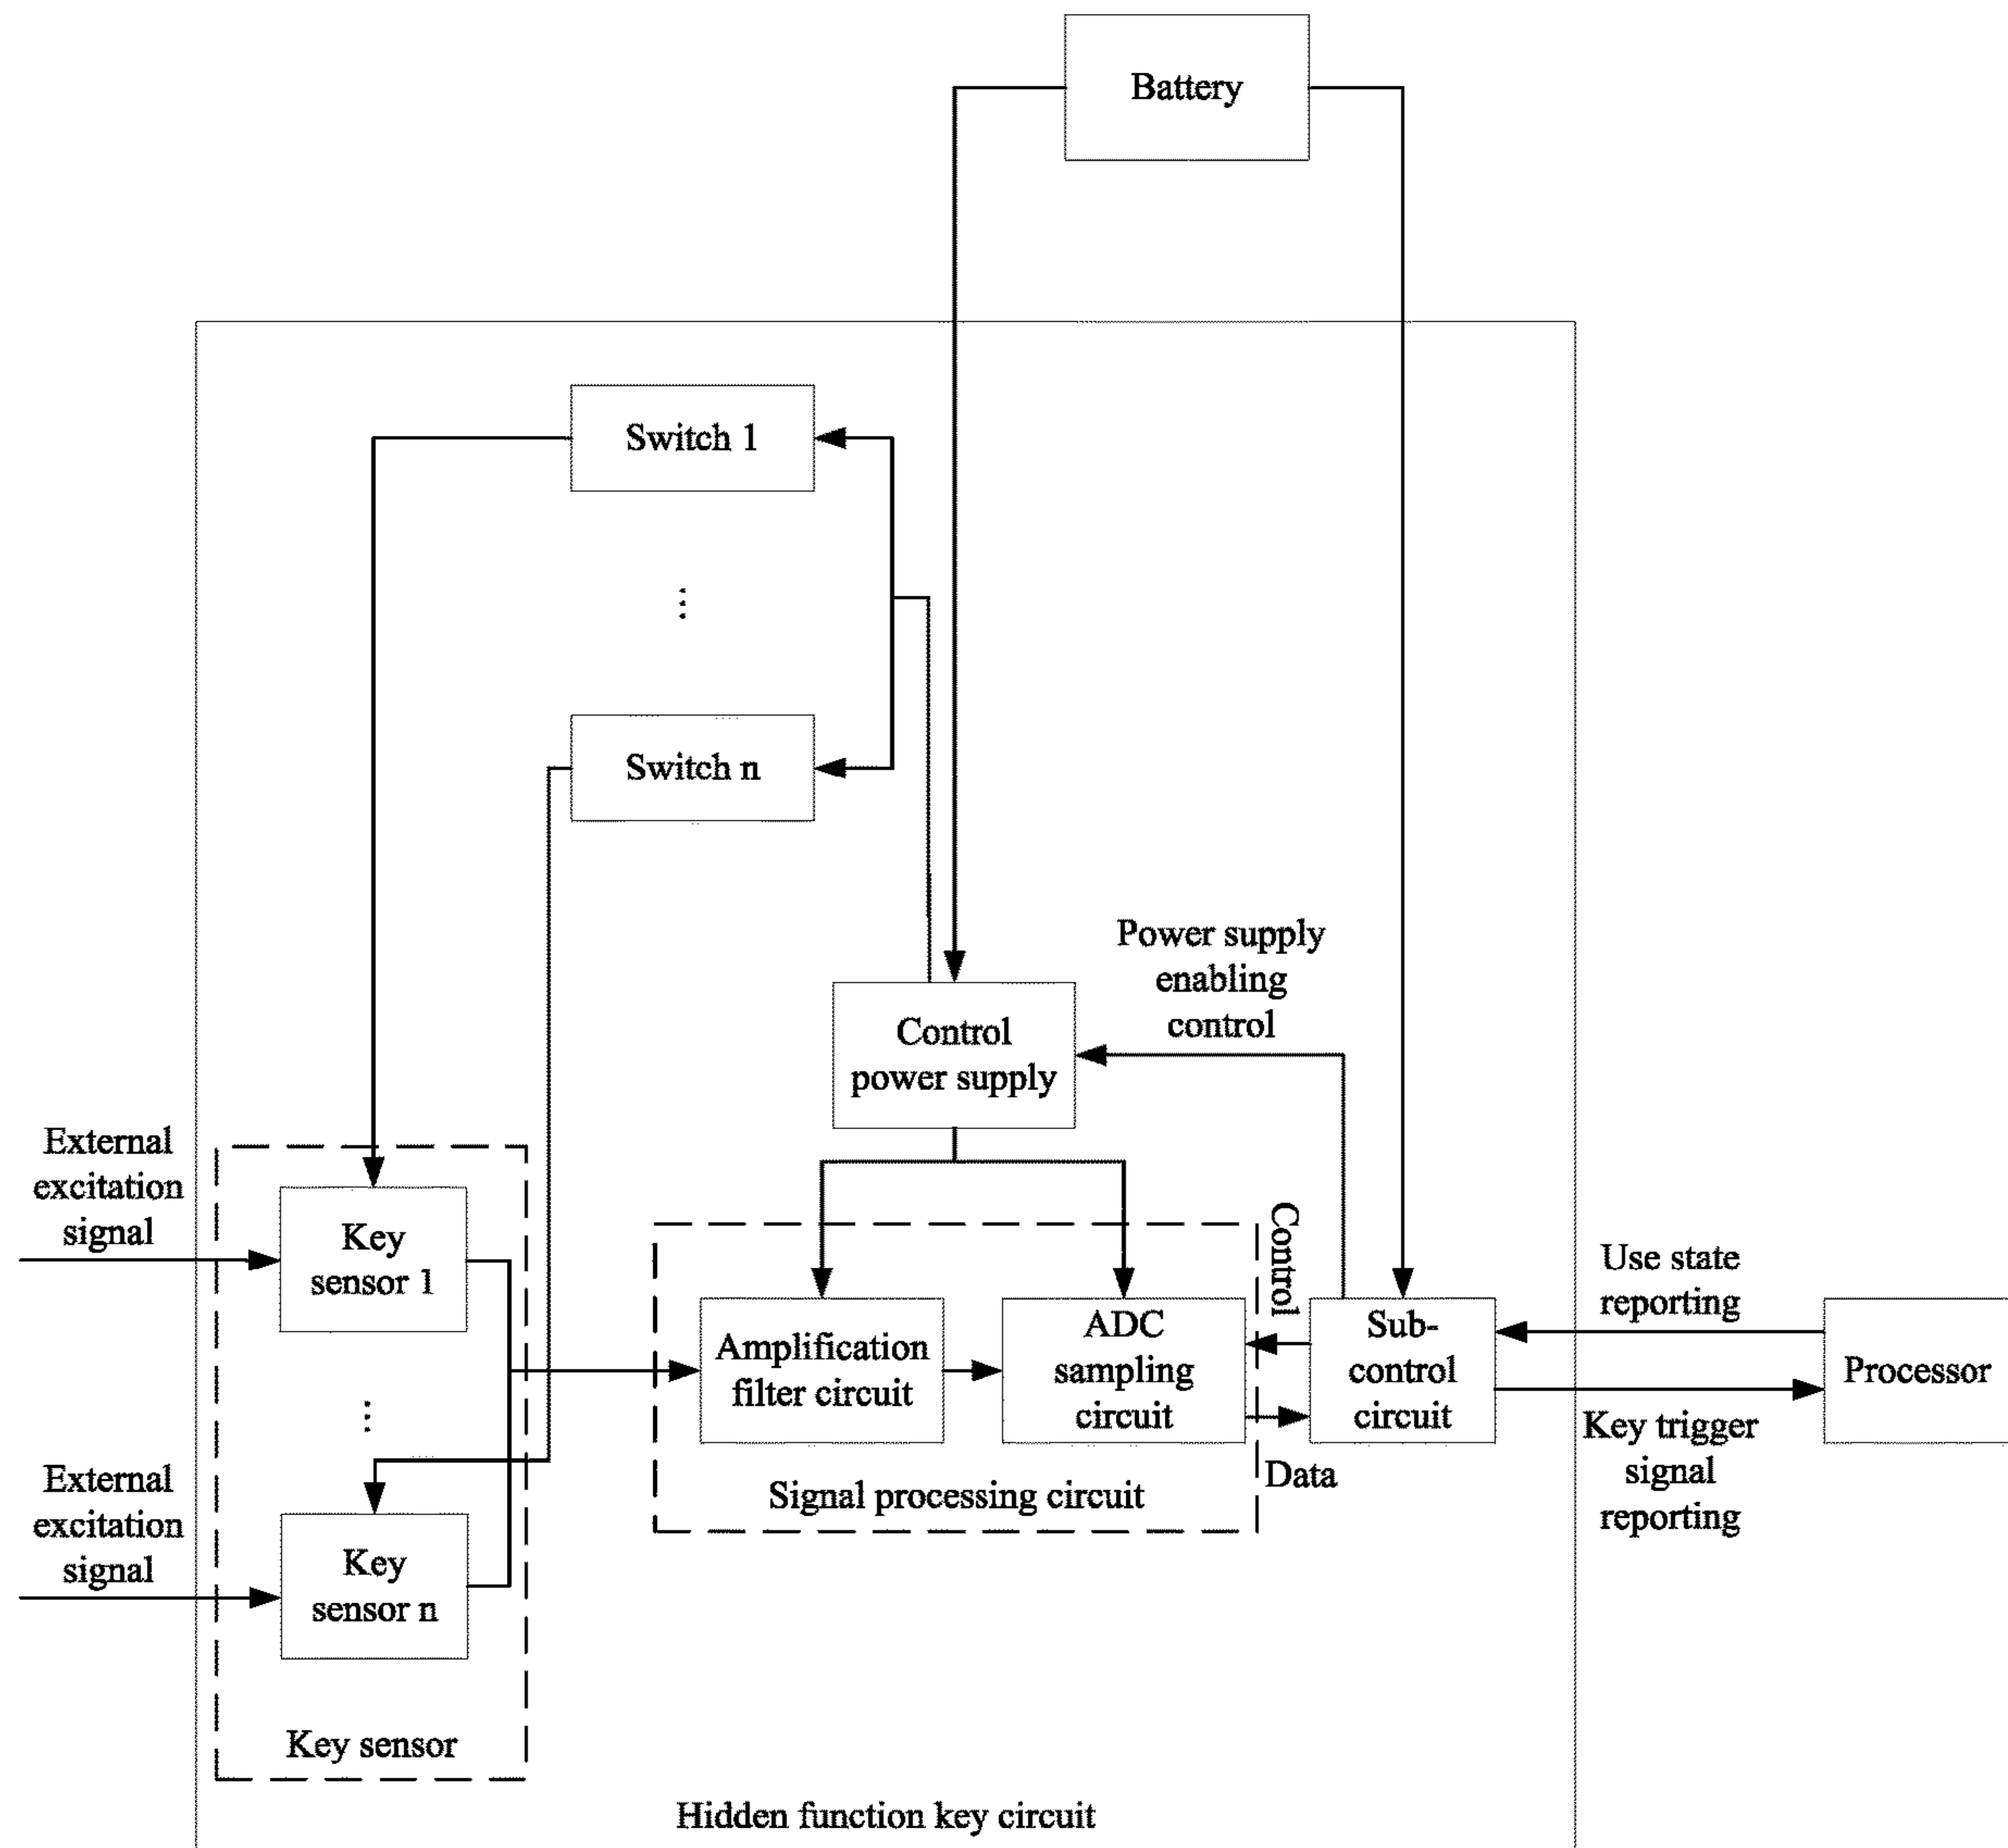 Battery
Switch 1
...
Switch n
Power supply
enabling
control
Control
power supply
External
excitation
signal
Key
sensor 1
Control
Use state
reporting
Amplification
filter circuit
ADC
sampling
circuit
Sub-
control
circuit
Processor
...
Key trigger
signal
reporting
Data
Signal processing circuit
External
excitation
signal
Key
sensor n
Key sensor
Hidden function key circuit